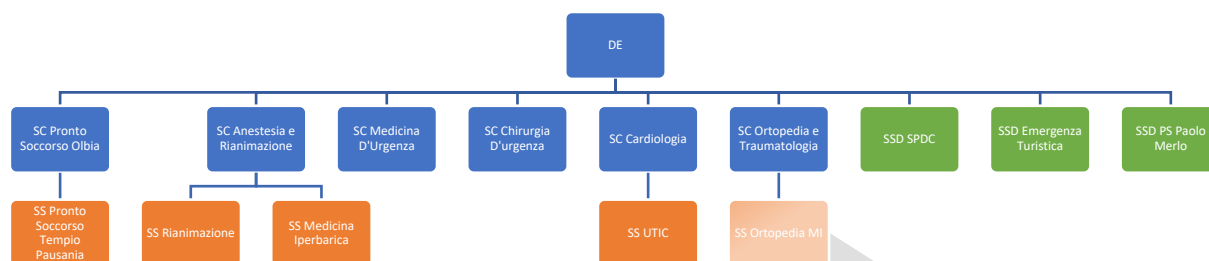 DE
SC Pronto
Soccorso Olbia
SC Anestesia e
Rianimazione
SC Medicina
D'Urgenza
SC Chirurgia
D'urgenza
SC Cardiologia
SC Ortopedia e
Traumatologia
SSD SPDC
SSD Emergenza
Turistica
SSD PS Paolo
Merlo
SS Pronto
Soccorso
Tempio
Pausania
SS Rianimazione
SS Medicina
Iperbarica
SS UTIC
SS Ortopedia MI